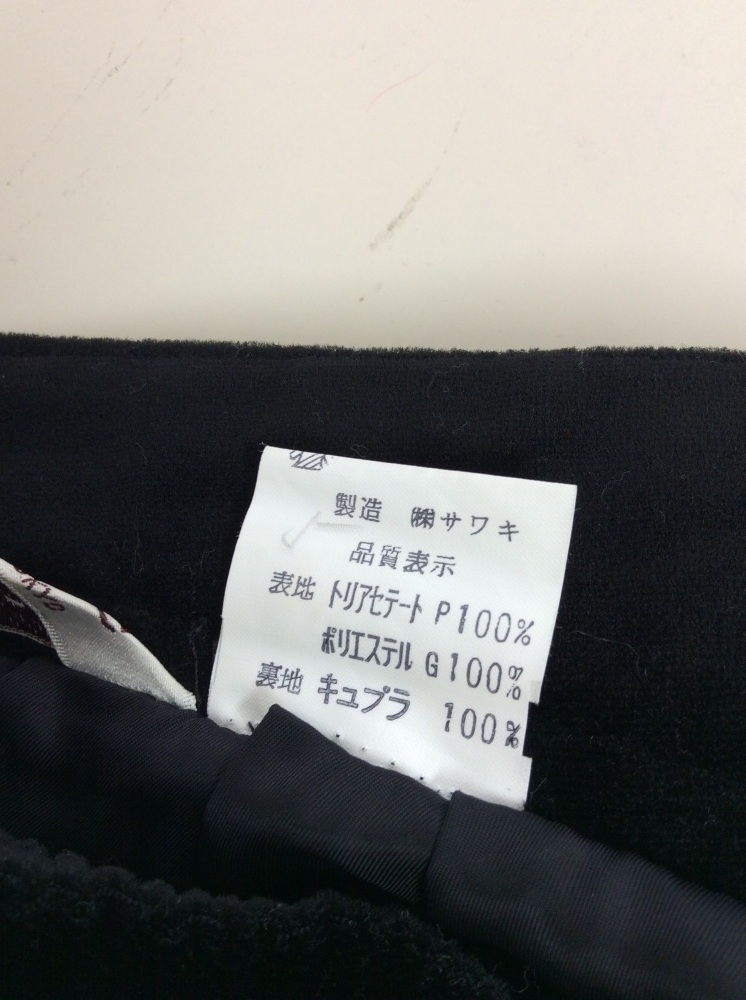 製造 ㈱サワキ
品質表示
表地 トリアセテート P100%
ポリエステル G100%
裏地 キュプラ 100%